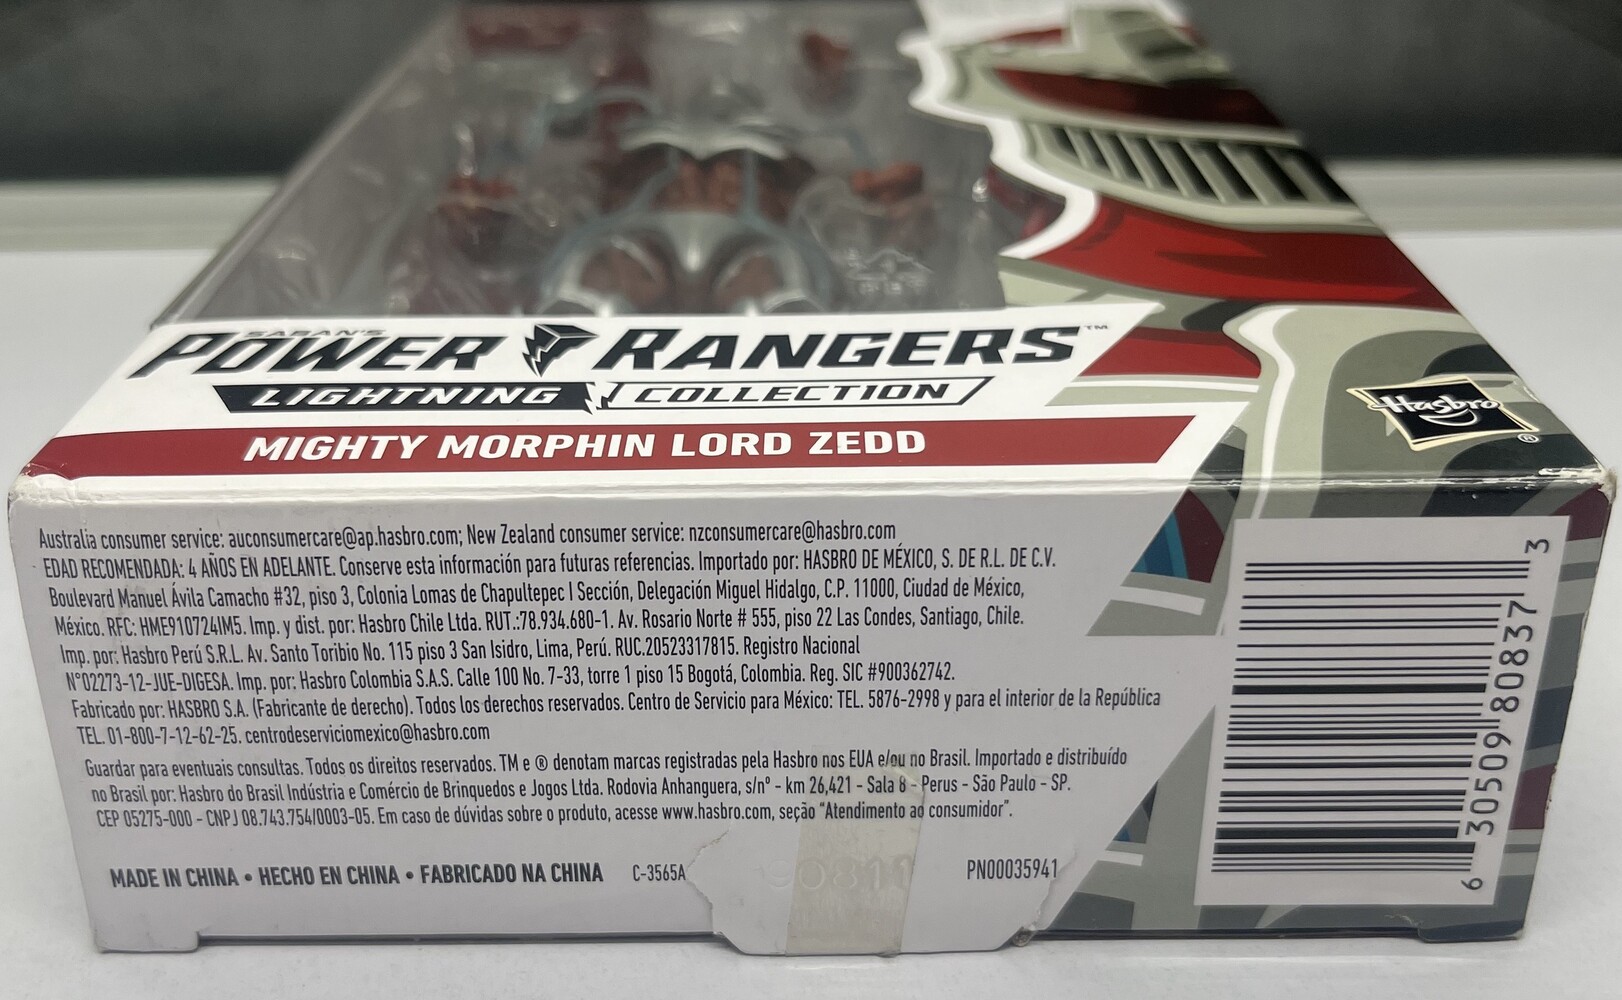 SABAN'S
POWER RANGERS™
LIGHTNING COLLECTION
MIGHTY MORPHIN LORD ZEDD
Hasbro®
Australia consumer service: auconsumercare@ap.hasbro.com; New Zealand consumer service: nzconsumercare@hasbro.com
EDAD RECOMENDADA: 4 AÑOS EN ADELANTE. Conserve esta información para futuras referencias. Importado por: HASBRO DE MÉXICO, S. DE R.L. DE C.V.
Boulevard Manuel Ávila Camacho #32, piso 3, Colonia Lomas de Chapultepec I Sección, Delegación Miguel Hidalgo, C.P. 11000, Ciudad de México,
México. RFC: HME910724IM5. Imp. y dist. por: Hasbro Chile Ltda. RUT.:78.934.680-1. Av. Rosario Norte # 555, piso 22 Las Condes, Santiago, Chile.
Imp. por: Hasbro Perú S.R.L. Av. Santo Toribio No. 115 piso 3 San Isidro, Lima, Perú. RUC.20523317815. Registro Nacional
N°02273-12-JUE-DIGESA. Imp. por: Hasbro Colombia S.A.S. Calle 100 No. 7-33, torre 1 piso 15 Bogotá, Colombia. Reg. SIC #900362742.
Fabricado por: HASBRO S.A. (Fabricante de derecho). Todos los derechos reservados. Centro de Servicio para México: TEL. 5876-2998 y para el interior de la República
TEL. 01-800-7-12-62-25. centrodeserviciomexico@hasbro.com
Guardar para eventuais consultas. Todos os direitos reservados. TM e ® denotam marcas registradas pela Hasbro nos EUA e/ou no Brasil. Importado e distribuído
no Brasil por: Hasbro do Brasil Indústria e Comércio de Brinquedos e Jogos Ltda. Rodovia Anhanguera, s/nº - km 26,421 - Sala 8 - Perus - São Paulo - SP.
CEP 05275-000 - CNPJ 08.743.754/0003-05. Em caso de dúvidas sobre o produto, acesse www.hasbro.com, seção "Atendimento ao consumidor".
MADE IN CHINA • HECHO EN CHINA • FABRICADO NA CHINA C-3565A 90811 PN00035941
6 30509 80837 3